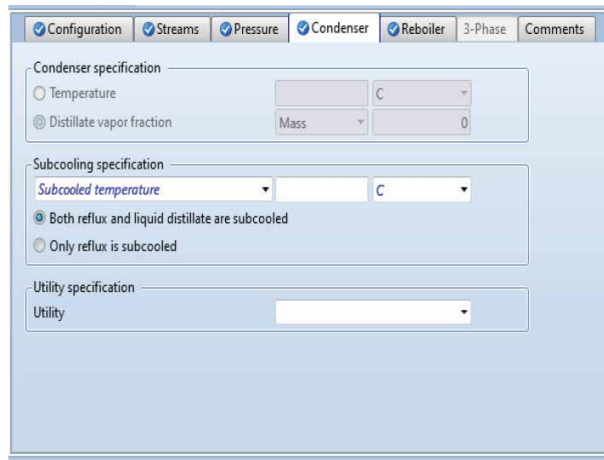 Configuration Streams Pressure Condenser Reboiler 3-Phase Comments
Condenser specification
Temperature C
Distillate vapor fraction Mass 0
Subcooling specification
Subcooled temperature C
Both reflux and liquid distillate are subcooled
Only reflux is subcooled
Utility specification
Utility